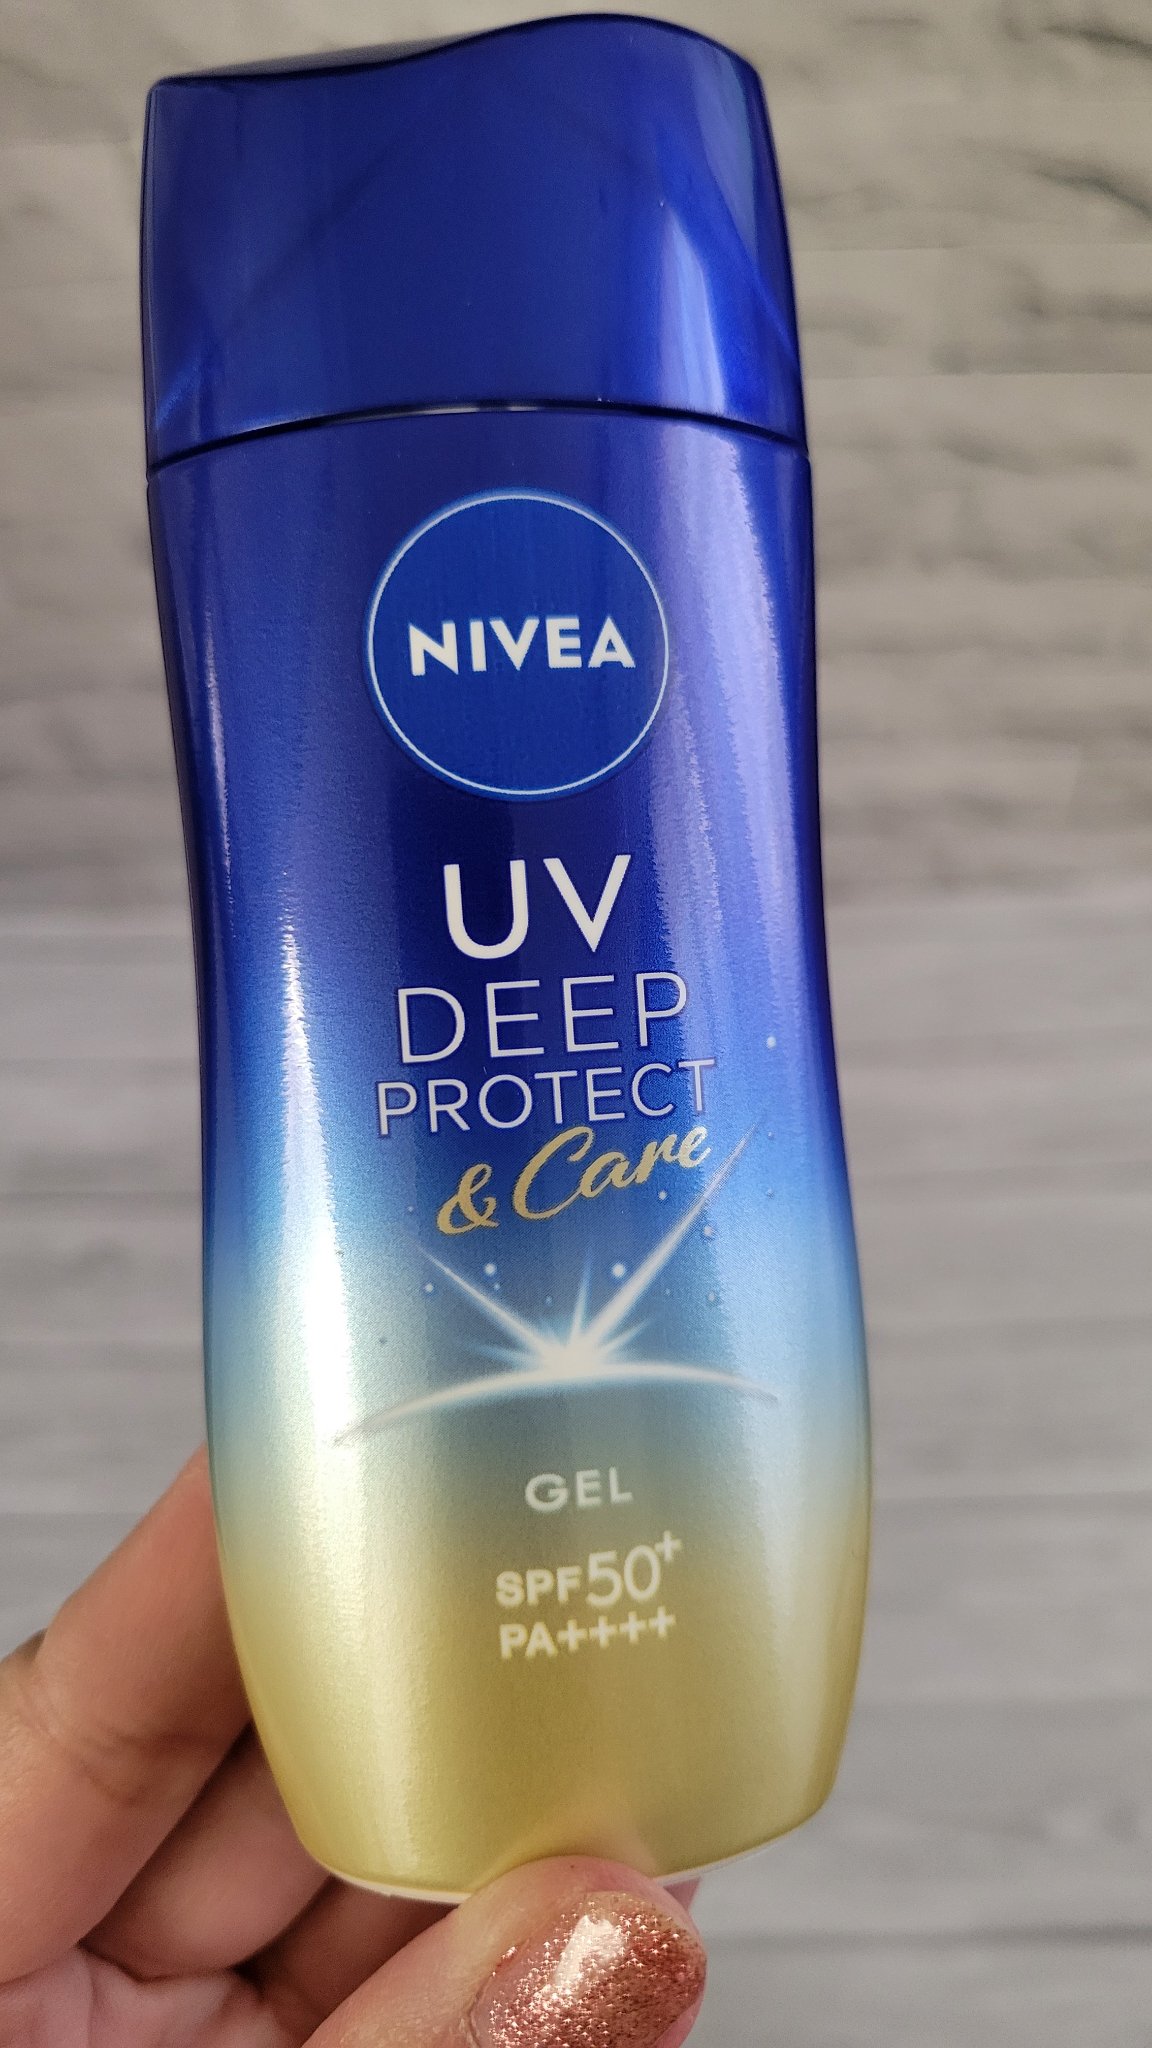 NIVEA
UV
DEEP
PROTECT
& Care
GEL
SPF50+
PA++++